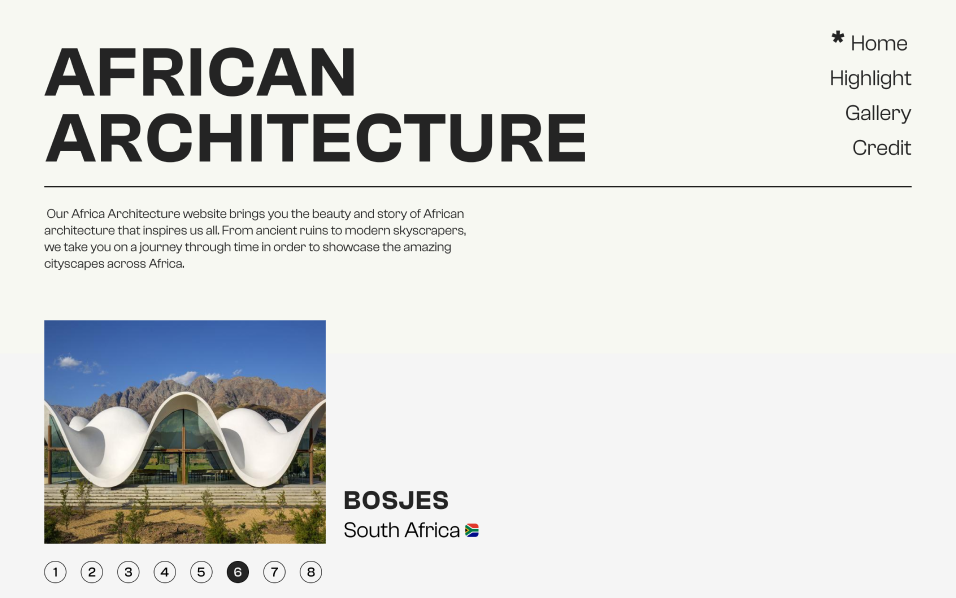 AFRICAN
ARCHITECTURE
* Home
Highlight
Gallery
Credit
Our Africa Architecture website brings you the beauty and story of African
architecture that inspires us all. From ancient ruins to modern skyscrapers,
we take you on a journey through time in order to showcase the amazing
cityscapes across Africa.
BOSJES
South Africa 🇿🇦
1 2 3 4 5 6 7 8